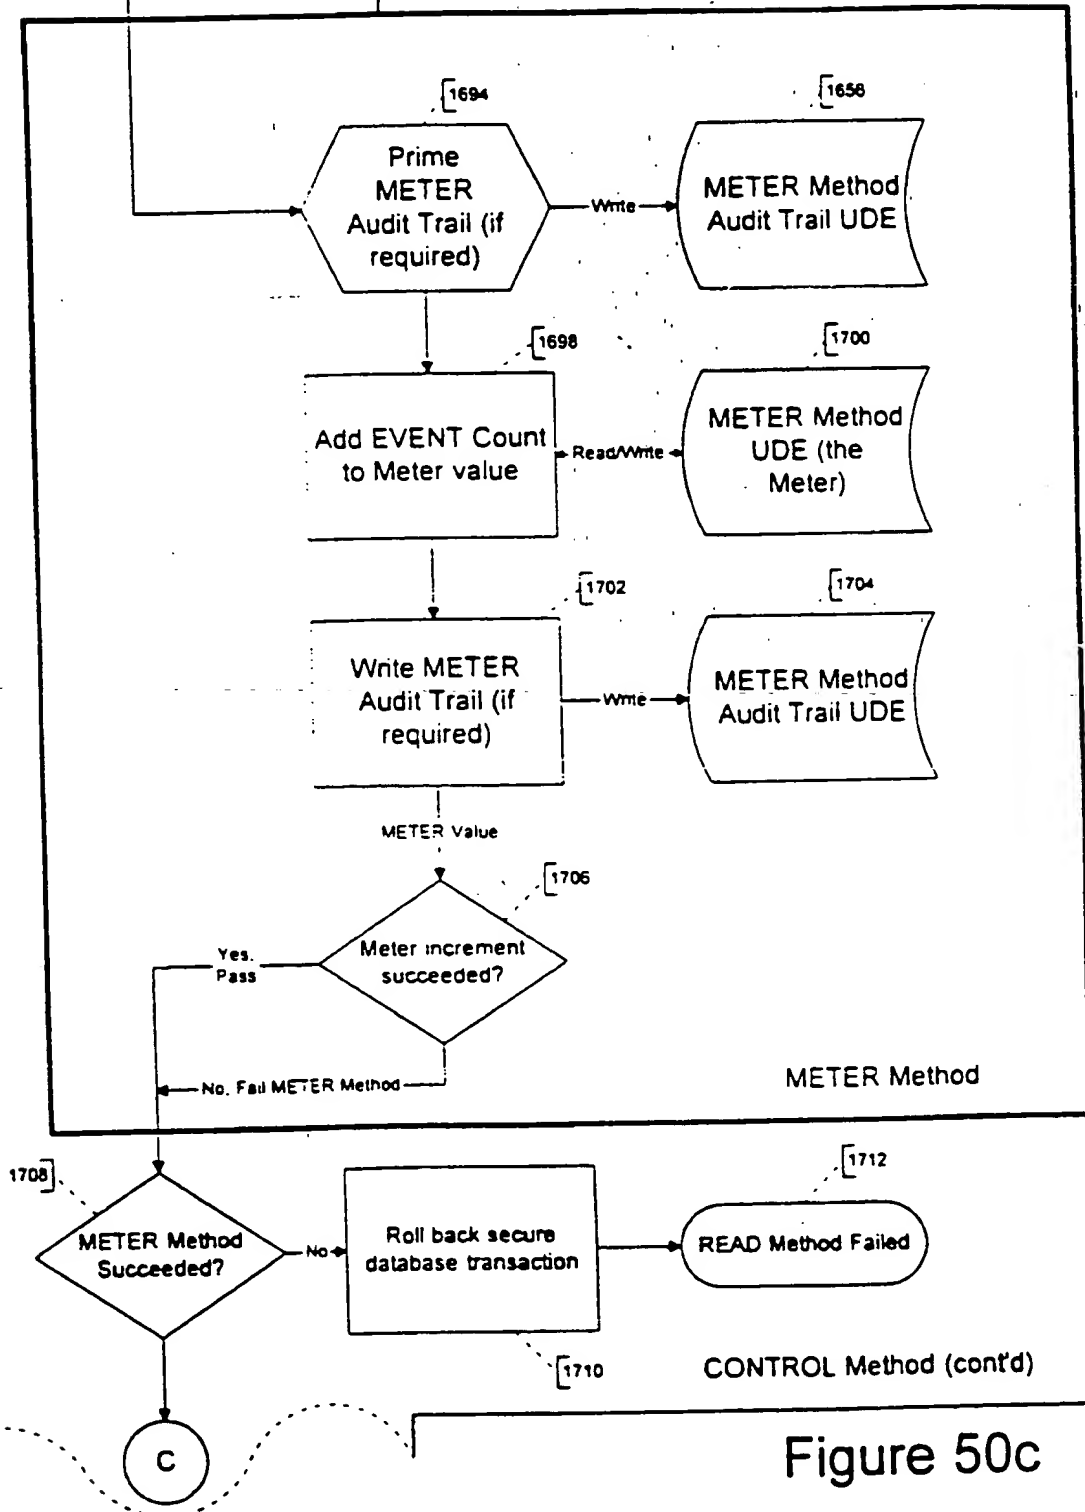 1694
1656
Prime
METER
Audit Trail (if
required)
Write
METER Method
Audit Trail UDE
1698
1700
Add EVENT Count
to Meter value
Read/Write
METER Method
UDE (the
Meter)
1702
1704
Write METER
Audit Trail (if
required)
Write
METER Method
Audit Trail UDE
METER Value
1706
Yes.
Pass
Meter increment
succeeded?
No. Fail METER Method
METER Method
1708
1712
METER Method
Succeeded?
No
Roll back secure
database transaction
READ Method Failed
1710
CONTROL Method (cont'd)
C
Figure 50c